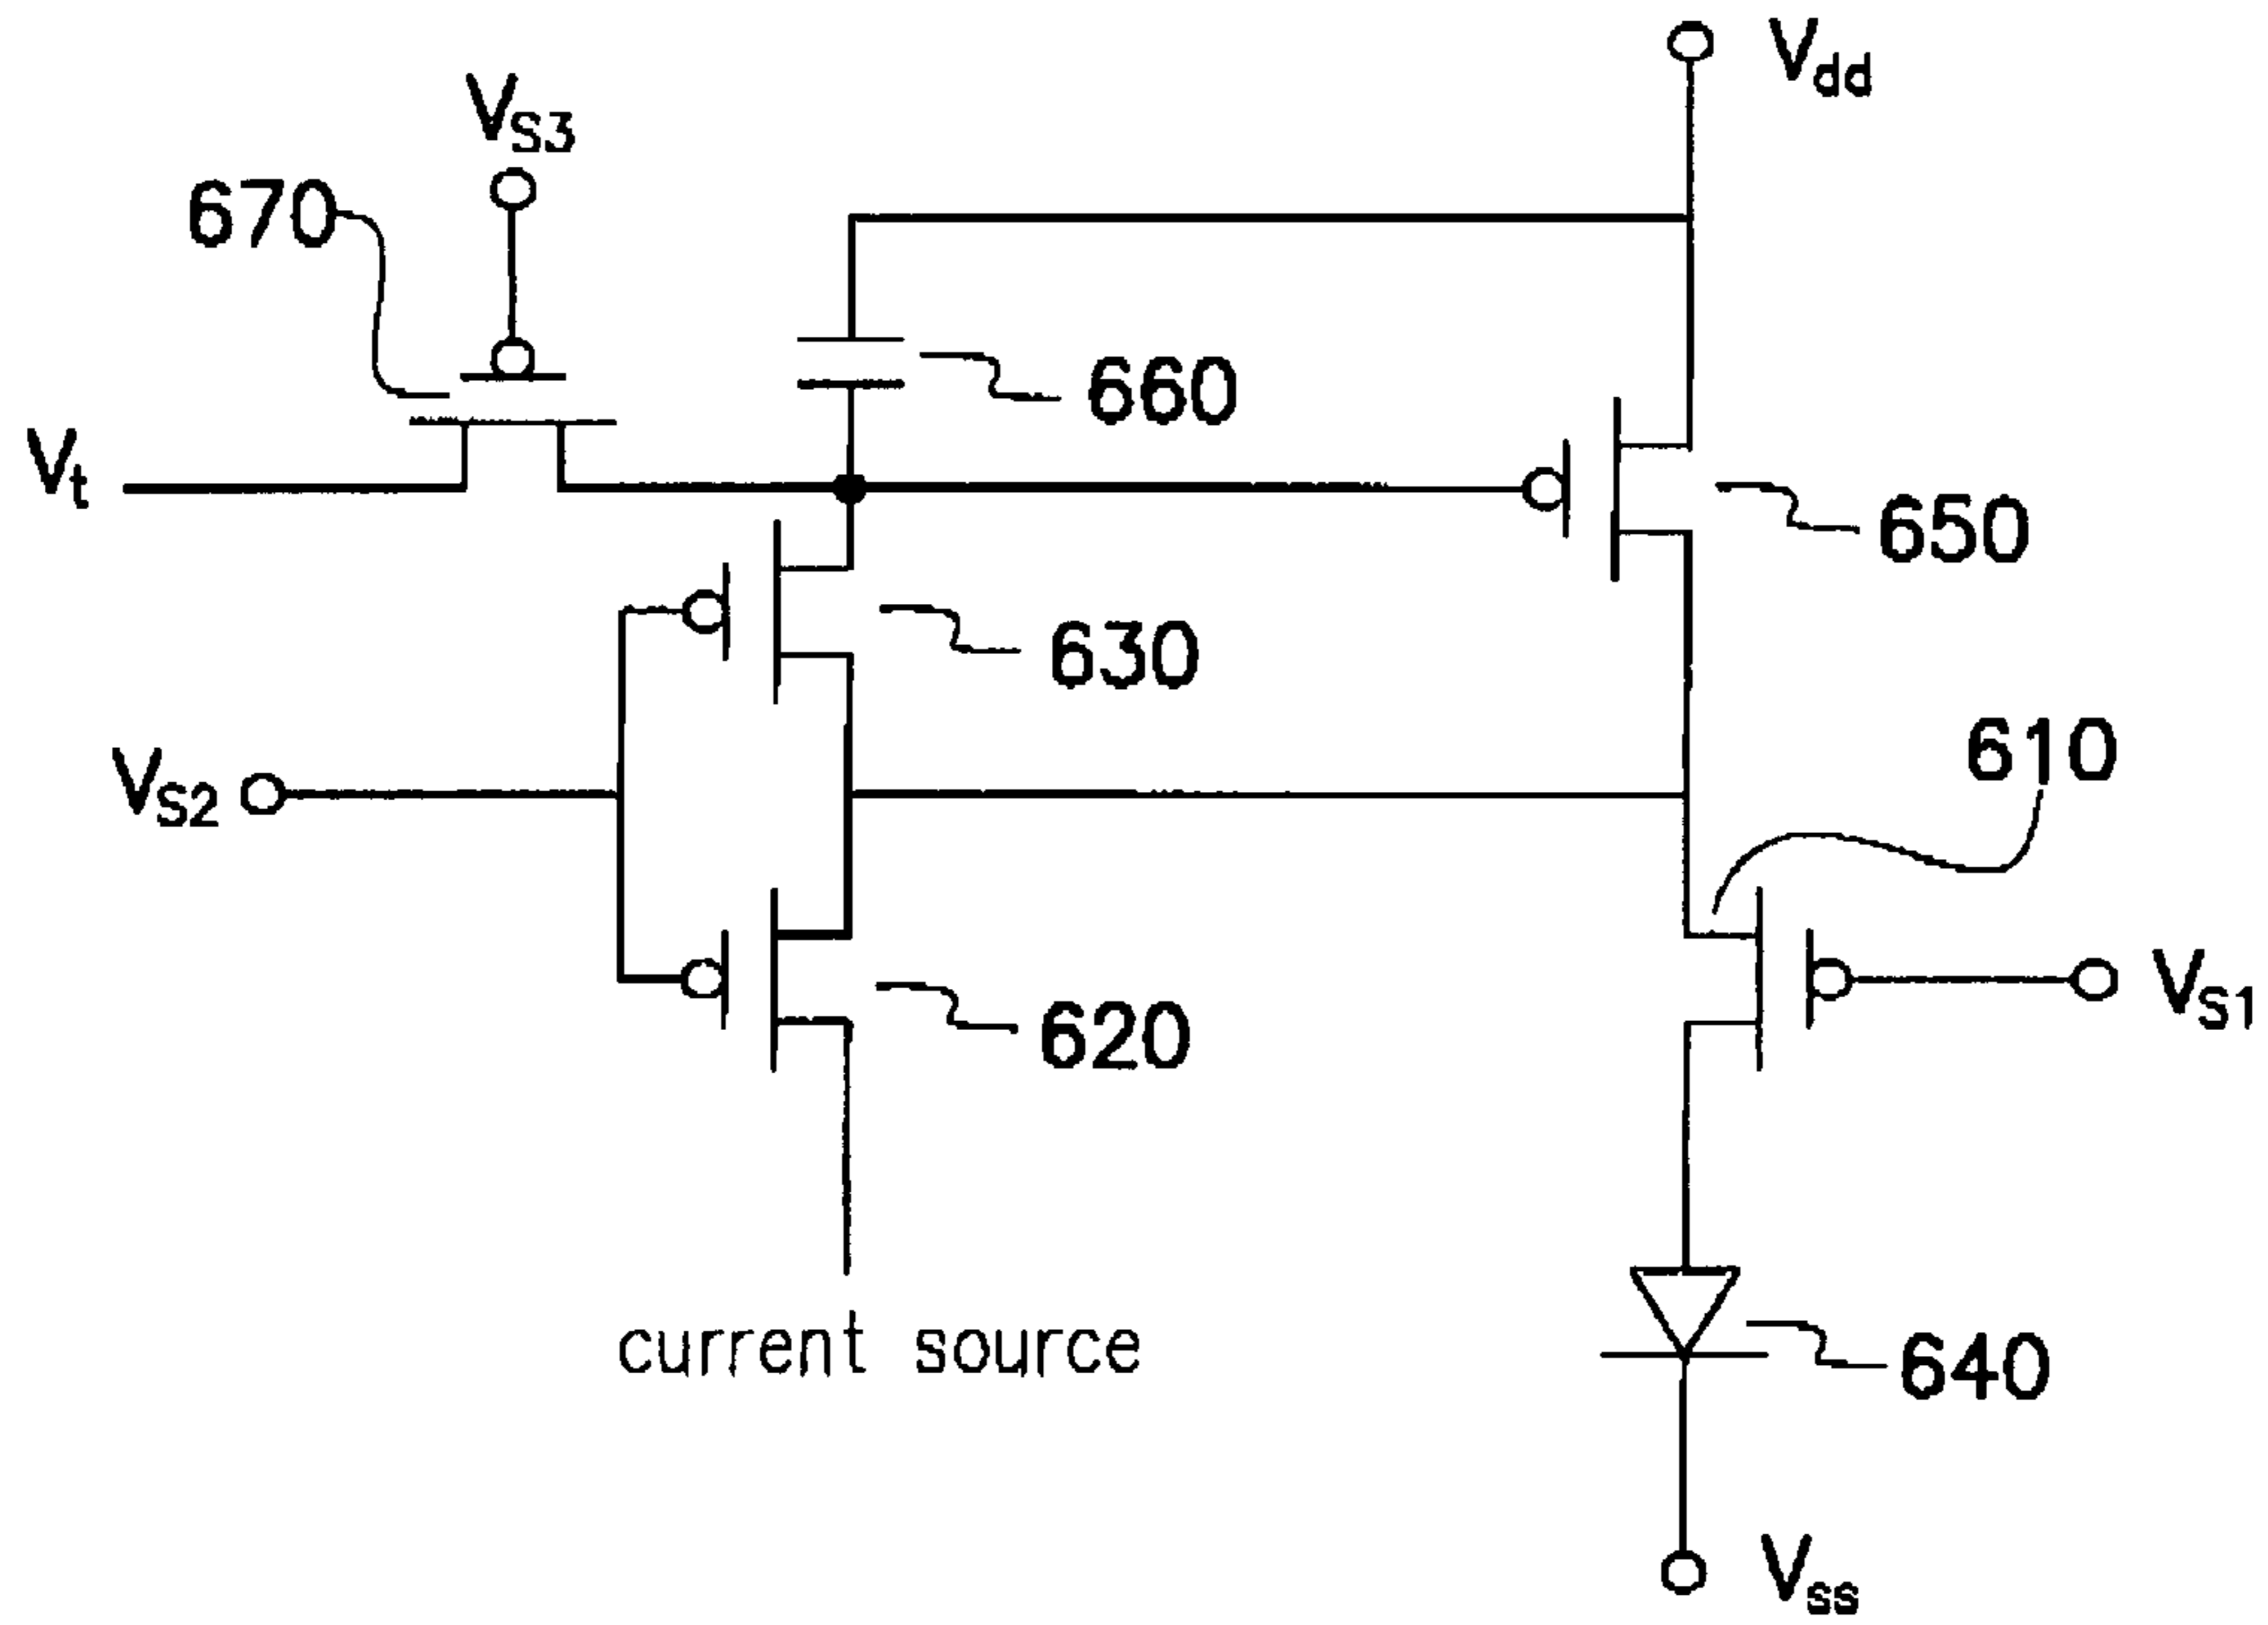 Vdd
VS3
670
660
Vt
650
630
610
VS2
VS1
620
current source
640
Vss